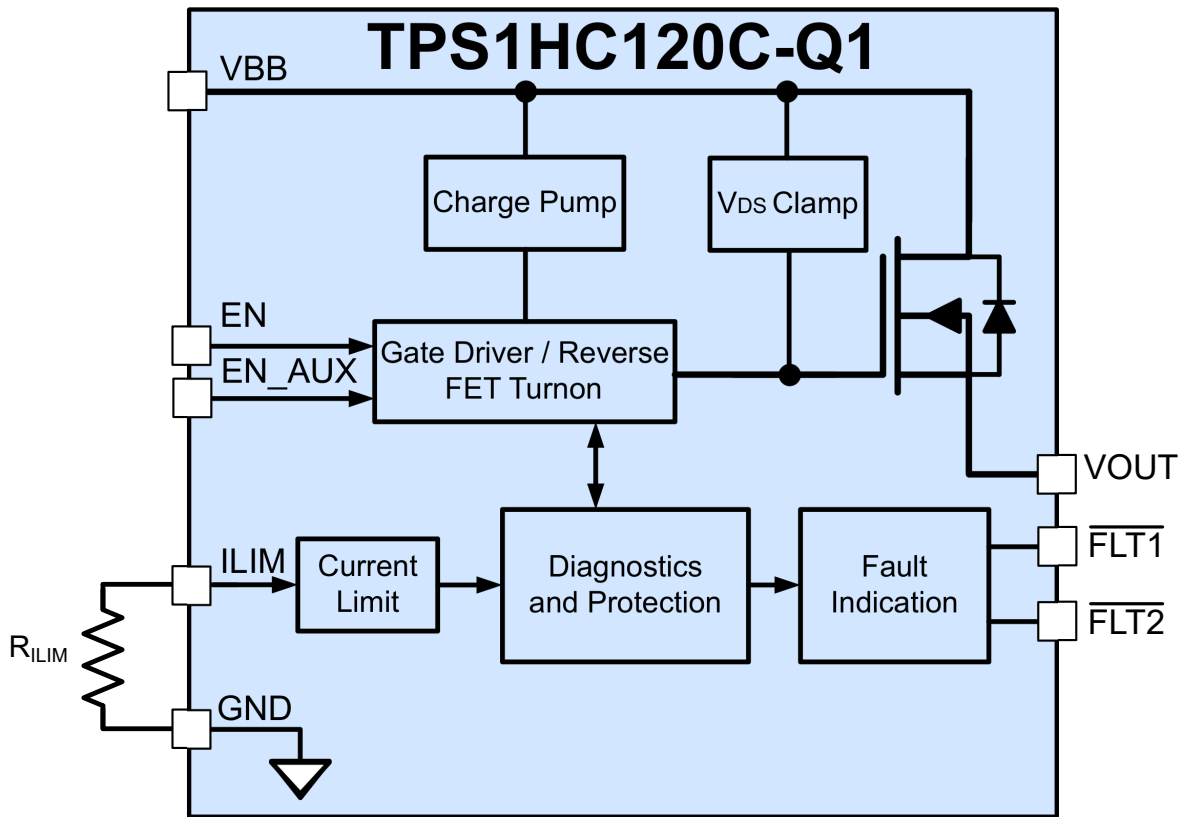 TPS1HC120C-Q1
VBB
Charge Pump
VDS Clamp
EN
EN_AUX
Gate Driver / Reverse
FET Turnon
VOUT
ILIM
Current
Limit
Diagnostics
and Protection
Fault
Indication
FLT1
FLT2
RILIM
GND